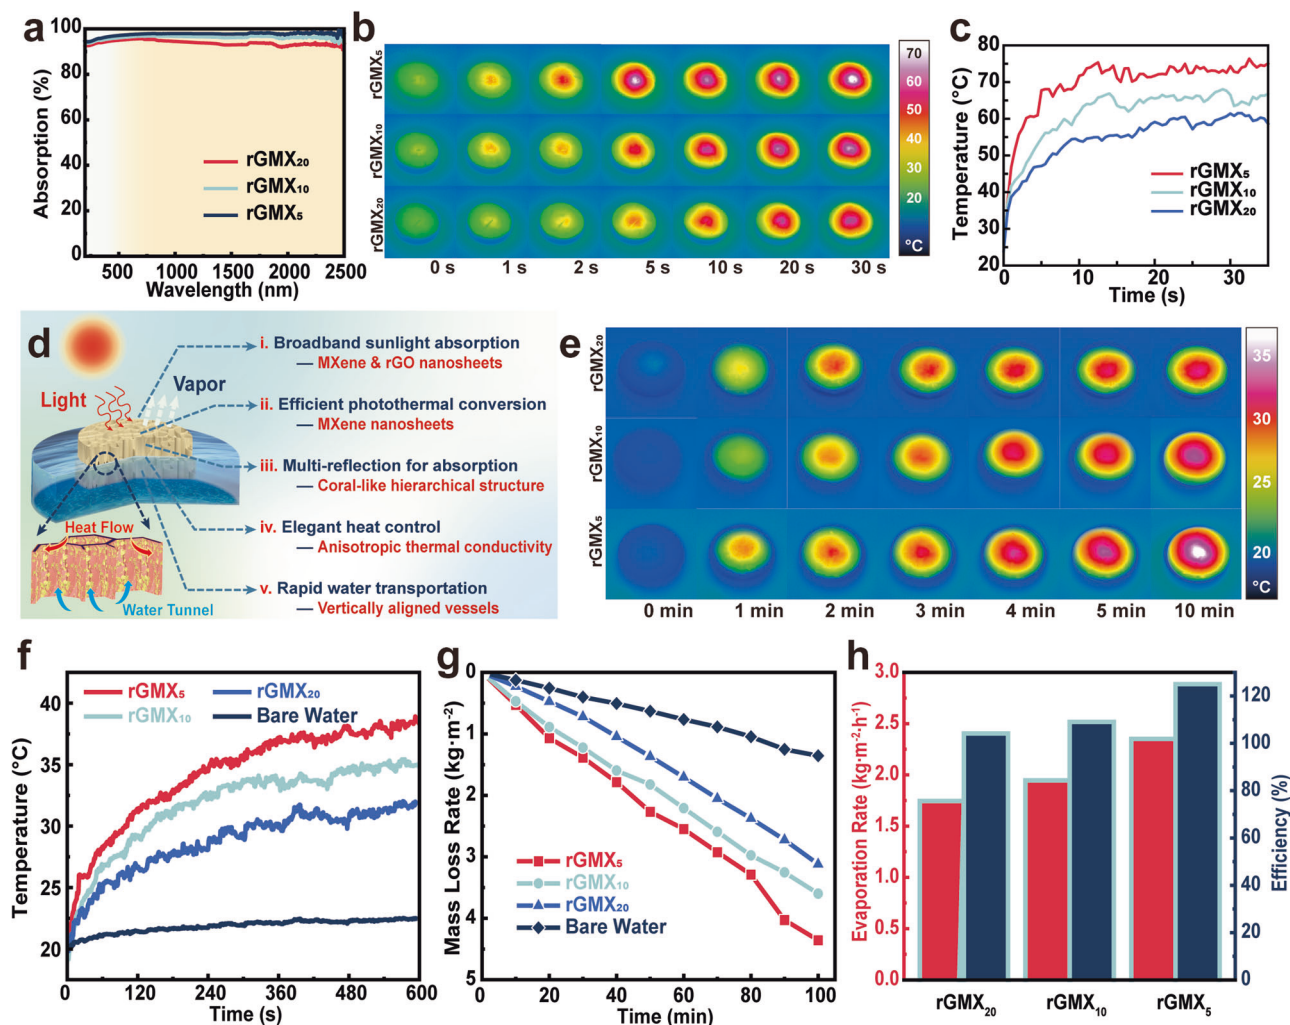 a
100
80
60
40
20
0
Absorption (%)
rGMX₂₀
rGMX₁₀
rGMX₅
500 1000 1500 2000 2500
Wavelength (nm)
b
rGMX₅
rGMX₁₀
rGMX₂₀
0 s 1 s 2 s 5 s 10 s 20 s 30 s
70
60
50
40
30
20
°C
c
80
75
70
65
60
55
50
45
40
35
30
25
20
Temperature (°C)
rGMX₅
rGMX₁₀
rGMX₂₀
0 10 20 30
Time (s)
d
Light
Vapor
Heat Flow
Water Tunnel
i. Broadband sunlight absorption
— MXene & rGO nanosheets
ii. Efficient photothermal conversion
— MXene nanosheets
iii. Multi-reflection for absorption
— Coral-like hierarchical structure
iv. Elegant heat control
— Anisotropic thermal conductivity
v. Rapid water transportation
— Vertically aligned vessels
e
rGMX₂₀
rGMX₁₀
rGMX₅
0 min 1 min 2 min 3 min 4 min 5 min 10 min
35
30
25
20
°C
f
40
35
30
25
20
Temperature (°C)
rGMX₅
rGMX₂₀
rGMX₁₀
Bare Water
0 120 240 360 480 600
Time (s)
g
0
1
2
3
4
5
Mass Loss Rate (kg·m⁻²)
rGMX₅
rGMX₁₀
rGMX₂₀
Bare Water
0 20 40 60 80 100
Time (min)
h
3.0
2.5
2.0
1.5
1.0
0.5
0.0
Evaporation Rate (kg·m⁻²·h⁻¹)
120
100
80
60
40
20
0
Efficiency (%)
rGMX₂₀
rGMX₁₀
rGMX₅